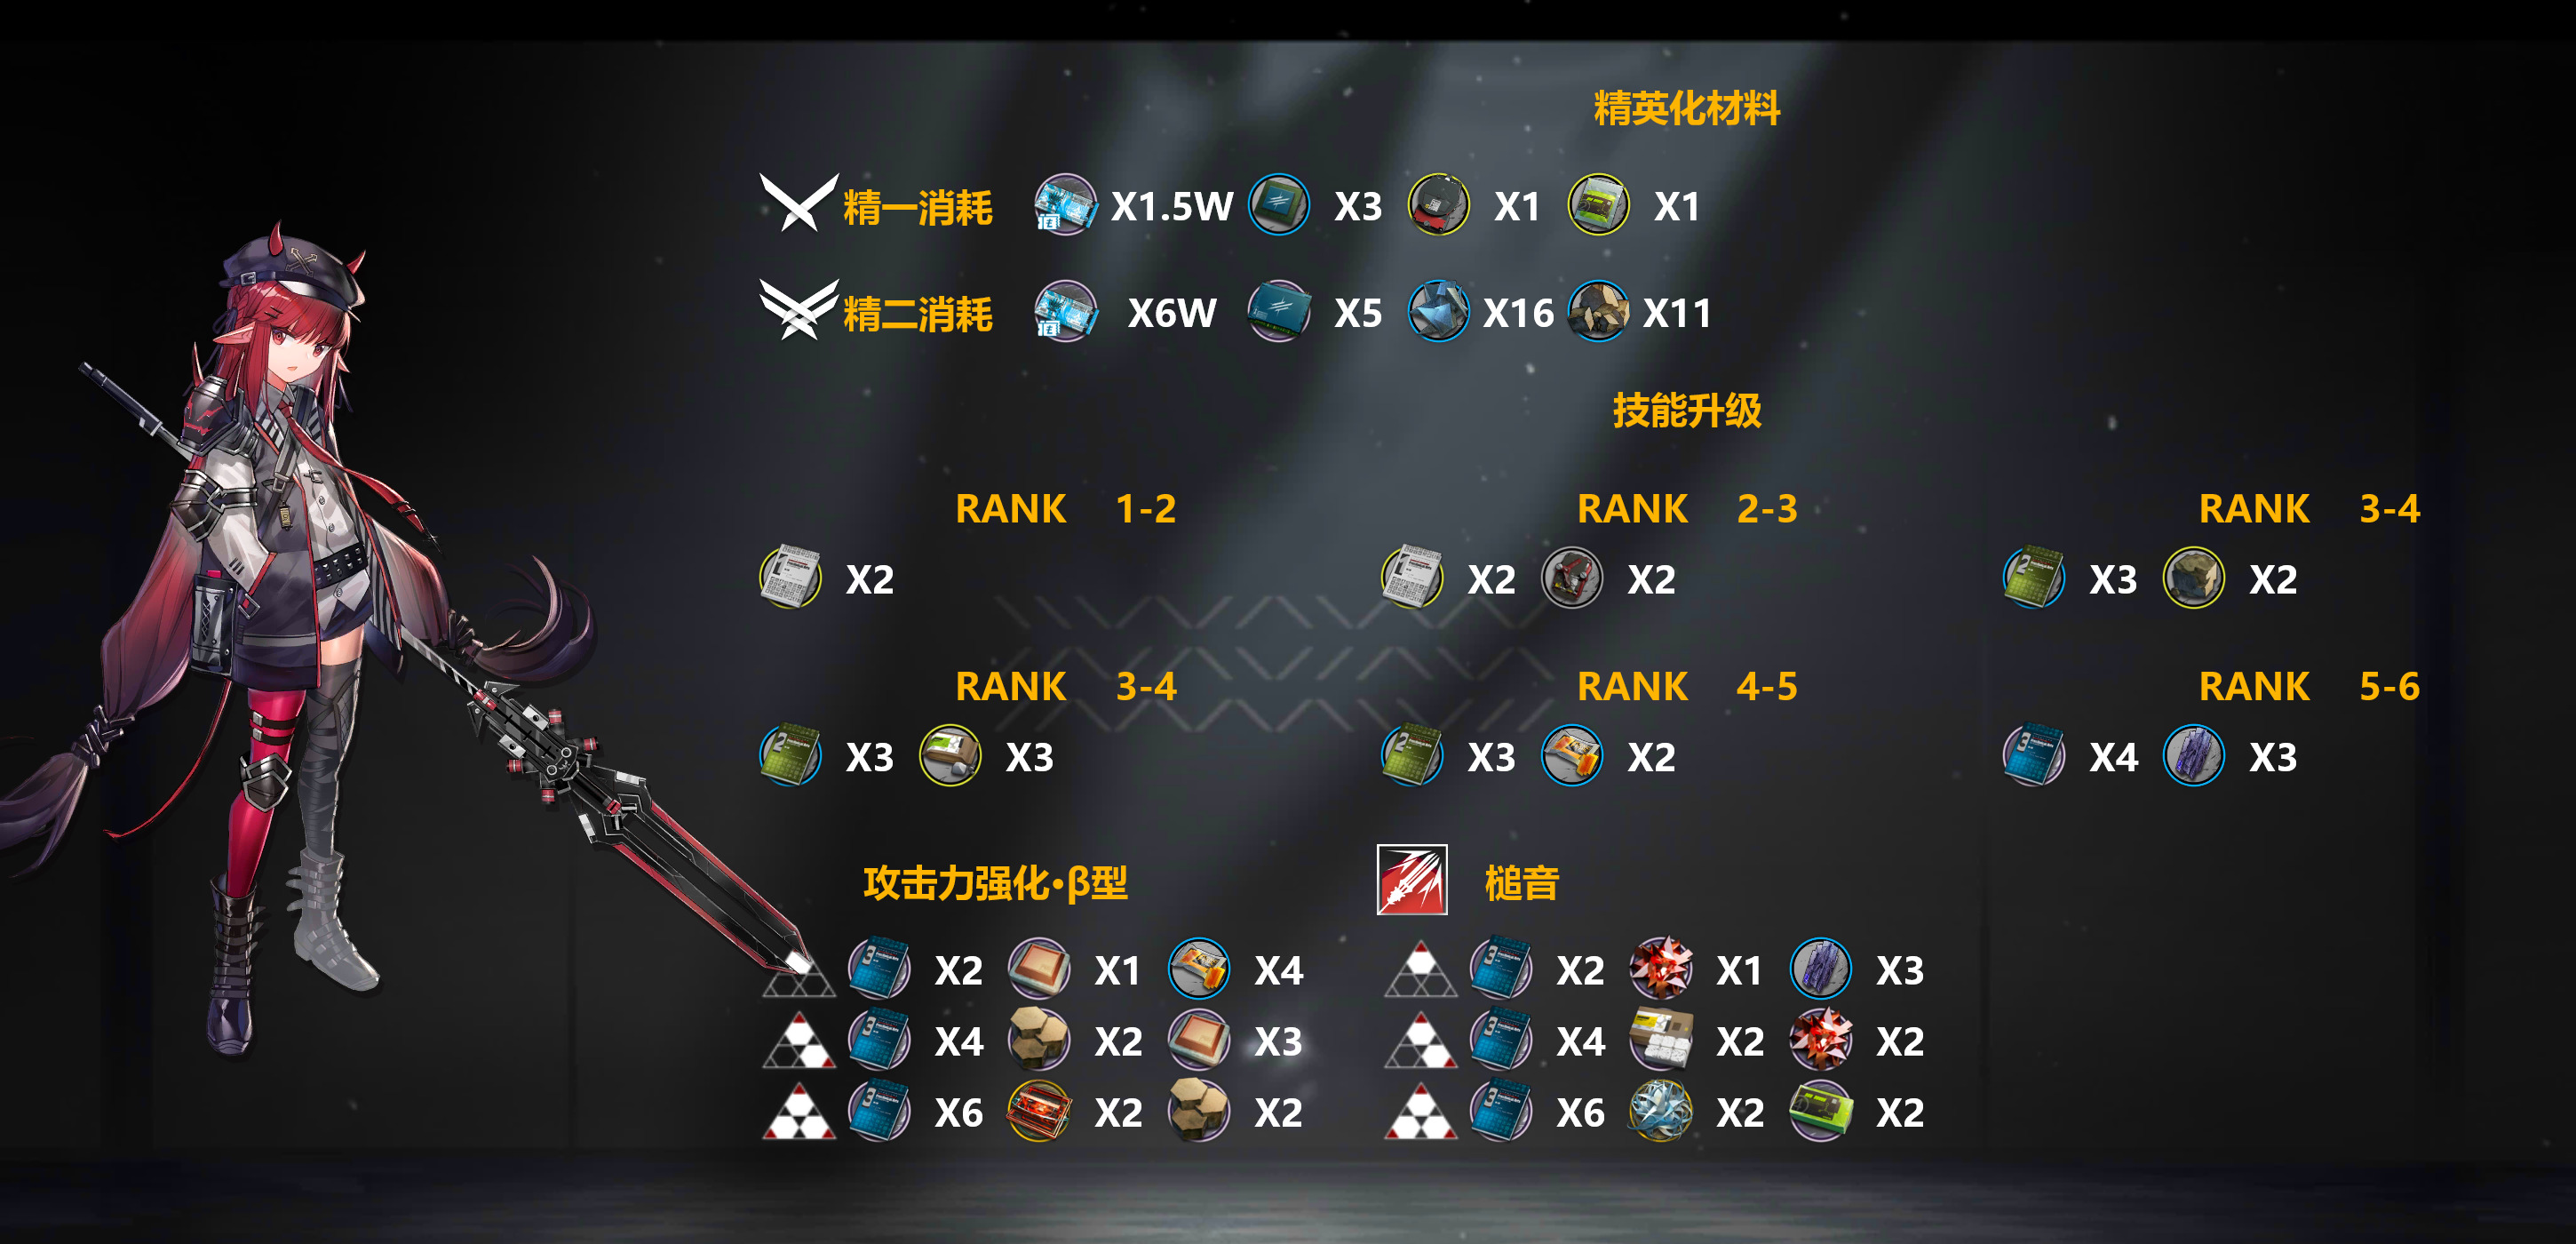 精英化材料
精一消耗 X1.5W X3 X1 X1
精二消耗 X6W X5 X16 X11
技能升级
RANK 1-2 RANK 2-3 RANK 3-4
X2 X2 X2 X3 X2
RANK 3-4 RANK 4-5 RANK 5-6
X3 X3 X3 X2 X4 X3
攻击力强化·β型 槌音
X2 X1 X4 X2 X1 X3
X4 X2 X3 X4 X2 X2
X6 X2 X2 X6 X2 X2